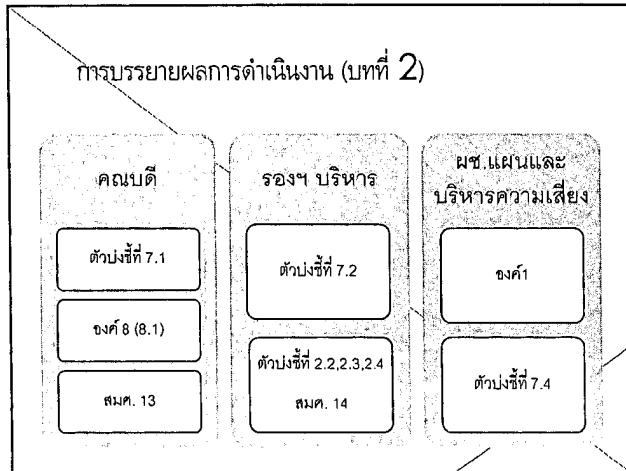 การบรรยายผลการดำเนินงาน (บทที่ 2)
คณบดี
ตัวบ่งชี้ที่ 7.1
องค์ 8 (8.1)
สมศ. 13
รองฯ บริหาร
ตัวบ่งชี้ที่ 7.2
ตัวบ่งชี้ที่ 2.2,2.3,2.4
สมศ. 14
ผช.แผนและ
บริหารความเสี่ยง
องค์1
ตัวบ่งชี้ที่ 7.4